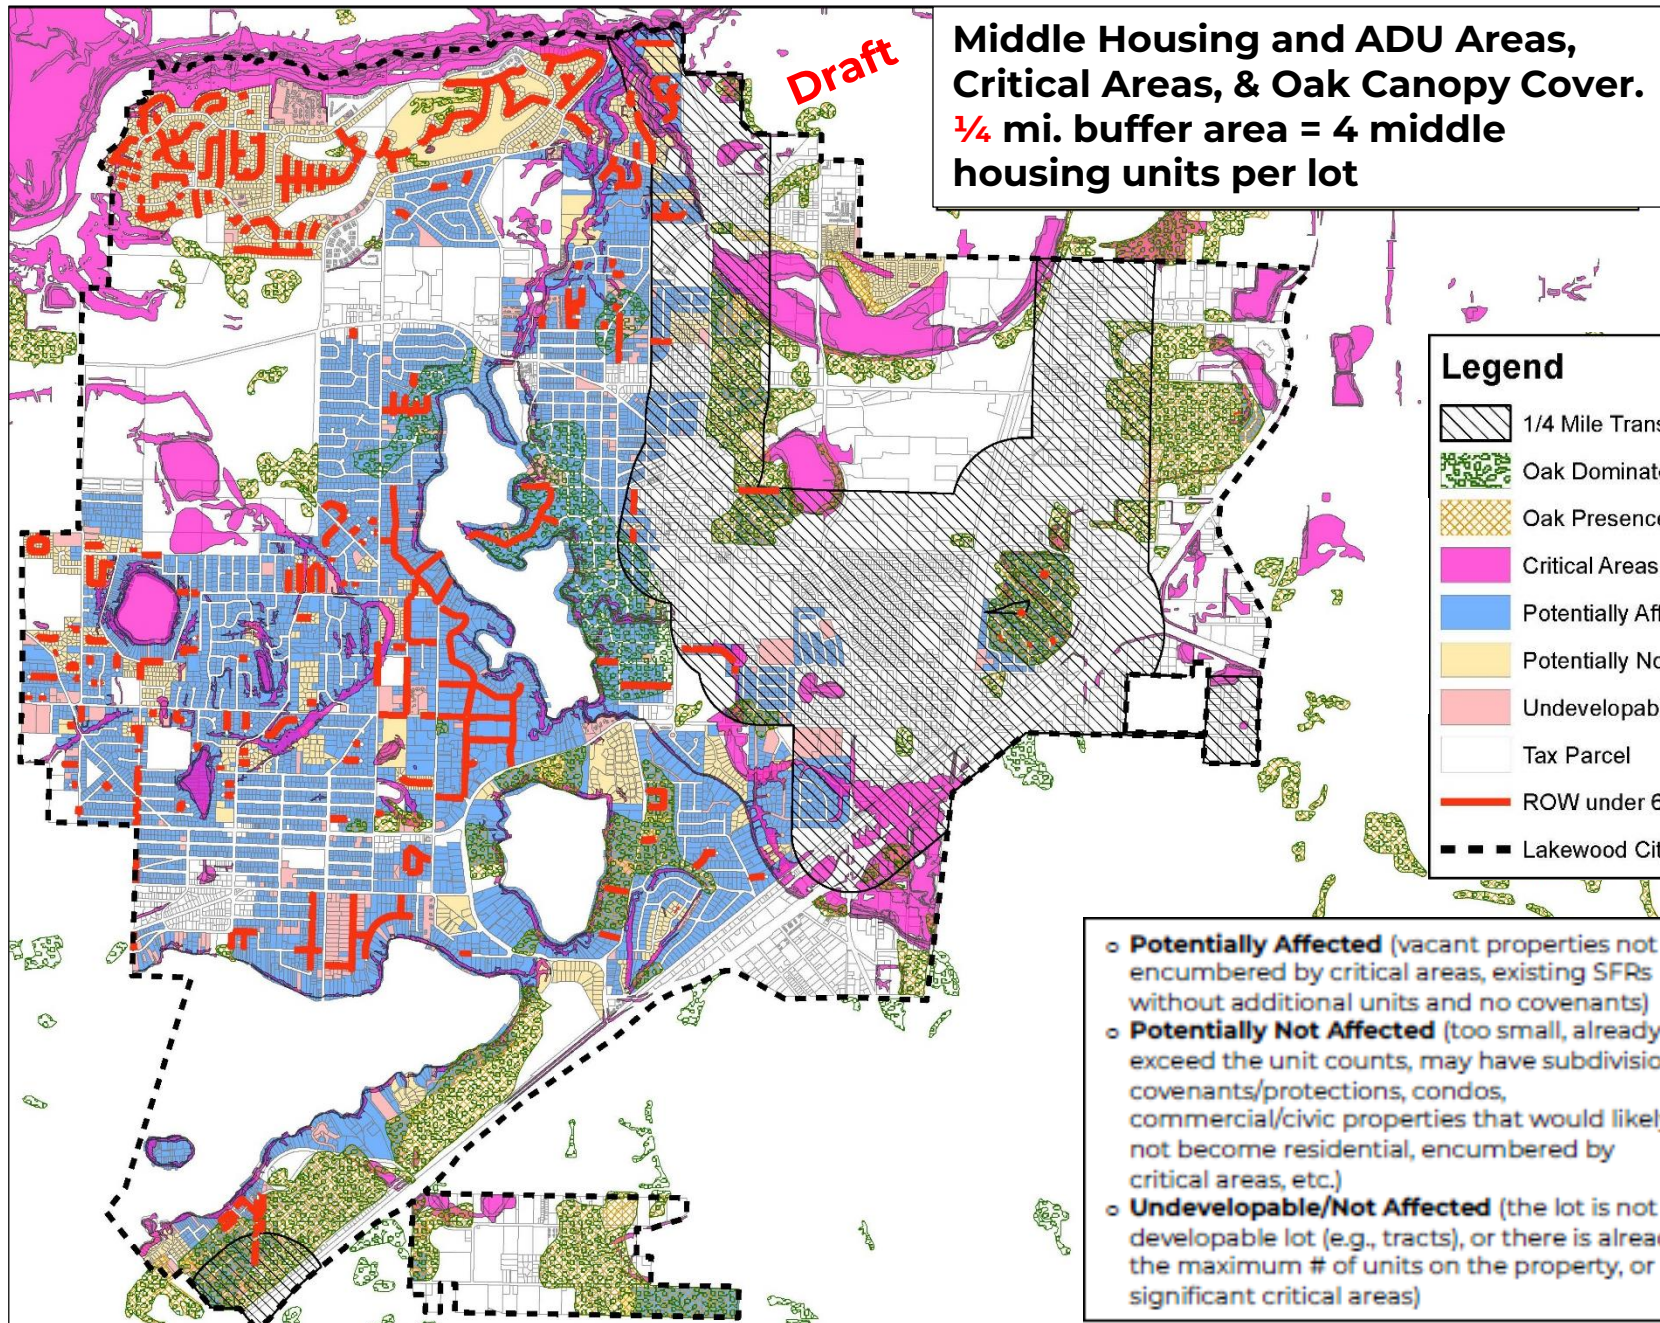 Draft
Middle Housing and ADU Areas,
Critical Areas, & Oak Canopy Cover.
¼ mi. buffer area = 4 middle
housing units per lot
Legend
1/4 Mile Trans
Oak Dominat
Oak Presence
Critical Areas
Potentially Aff
Potentially No
Undevelopab
Tax Parcel
ROW under 6
Lakewood Cit
o Potentially Affected (vacant properties not
encumbered by critical areas, existing SFRs
without additional units and no covenants)
o Potentially Not Affected (too small, already
exceed the unit counts, may have subdivisio
covenants/protections, condos,
commercial/civic properties that would likely
not become residential, encumbered by
critical areas, etc.)
o Undevelopable/Not Affected (the lot is not
developable lot (e.g., tracts), or there is alrea
the maximum # of units on the property, or
significant critical areas)